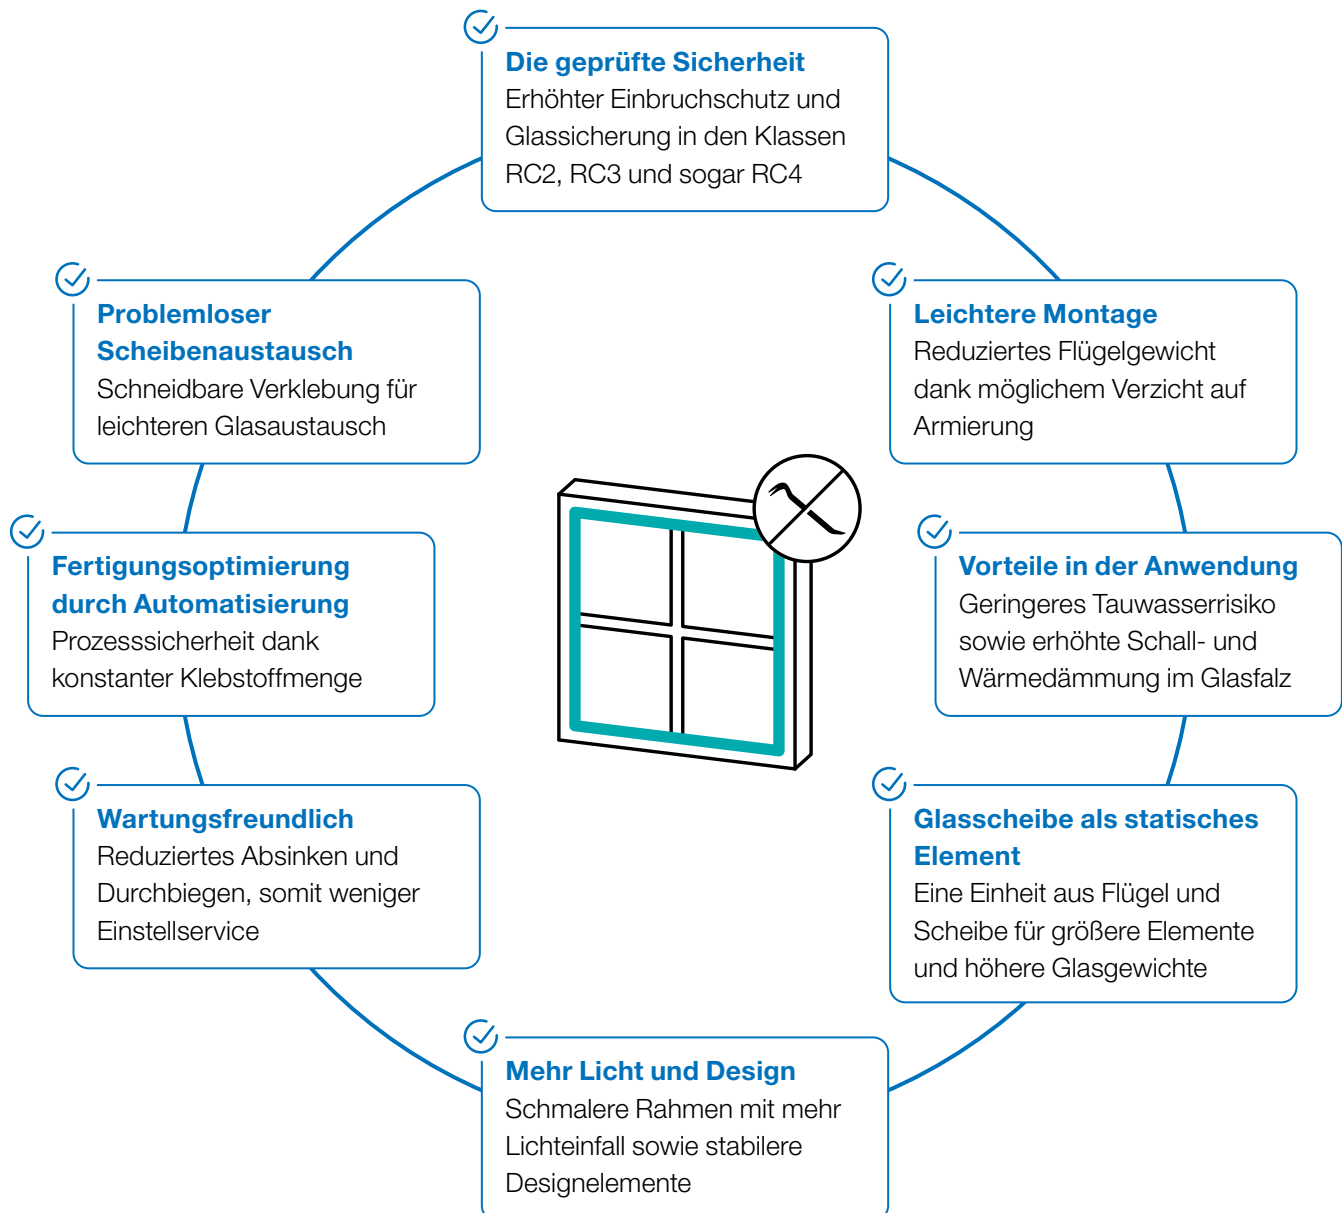 Die geprüfte Sicherheit
Erhöhter Einbruchschutz und
Glassicherung in den Klassen
RC2, RC3 und sogar RC4
Problemloser
Scheibenaustausch
Schneidbare Verklebung für
leichteren Glasaustausch
Leichtere Montage
Reduziertes Flügelgewicht
dank möglichem Verzicht auf
Armierung
Fertigungsoptimierung
durch Automatisierung
Prozesssicherheit dank
konstanter Klebstoffmenge
Vorteile in der Anwendung
Geringeres Tauwasserrisiko
sowie erhöhte Schall- und
Wärmedämmung im Glasfalz
Wartungsfreundlich
Reduziertes Absinken und
Durchbiegen, somit weniger
Einstellservice
Glasscheibe als statisches
Element
Eine Einheit aus Flügel und
Scheibe für größere Elemente
und höhere Glasgewichte
Mehr Licht und Design
Schmalere Rahmen mit mehr
Lichteinfall sowie stabilere
Designelemente